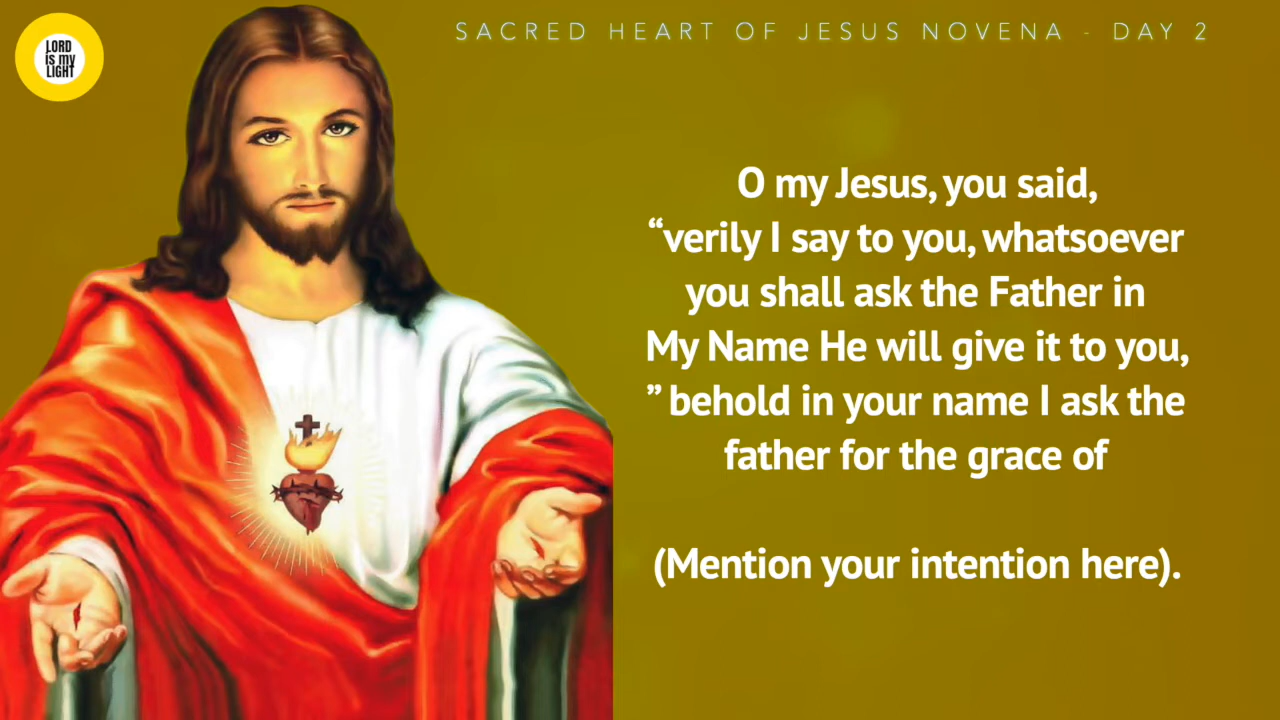 LORD
is my
LIGHT
SACRED HEART OF JESUS NOVENA - DAY 2
O my Jesus, you said,
“verily I say to you, whatsoever
you shall ask the Father in
My Name He will give it to you,
” behold in your name I ask the
father for the grace of
(Mention your intention here).